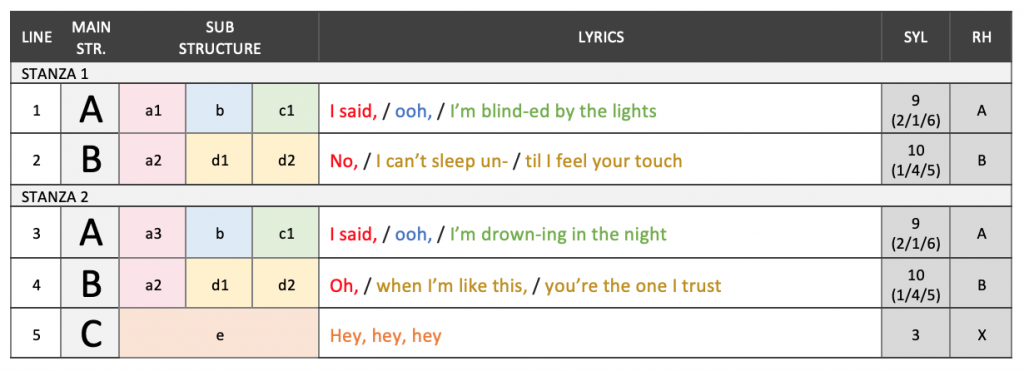 LINE MAIN STR. SUB STRUCTURE LYRICS SYL RH
STANZA 1
1 A a1 b c1 I said, / ooh, / I’m blind-ed by the lights 9 (2/1/6) A
2 B a2 d1 d2 No, / I can’t sleep un- / til I feel your touch 10 (1/4/5) B
STANZA 2
3 A a3 b c1 I said, / ooh, / I’m drown-ing in the night 9 (2/1/6) A
4 B a2 d1 d2 Oh, / when I’m like this, / you’re the one I trust 10 (1/4/5) B
5 C e Hey, hey, hey 3 X